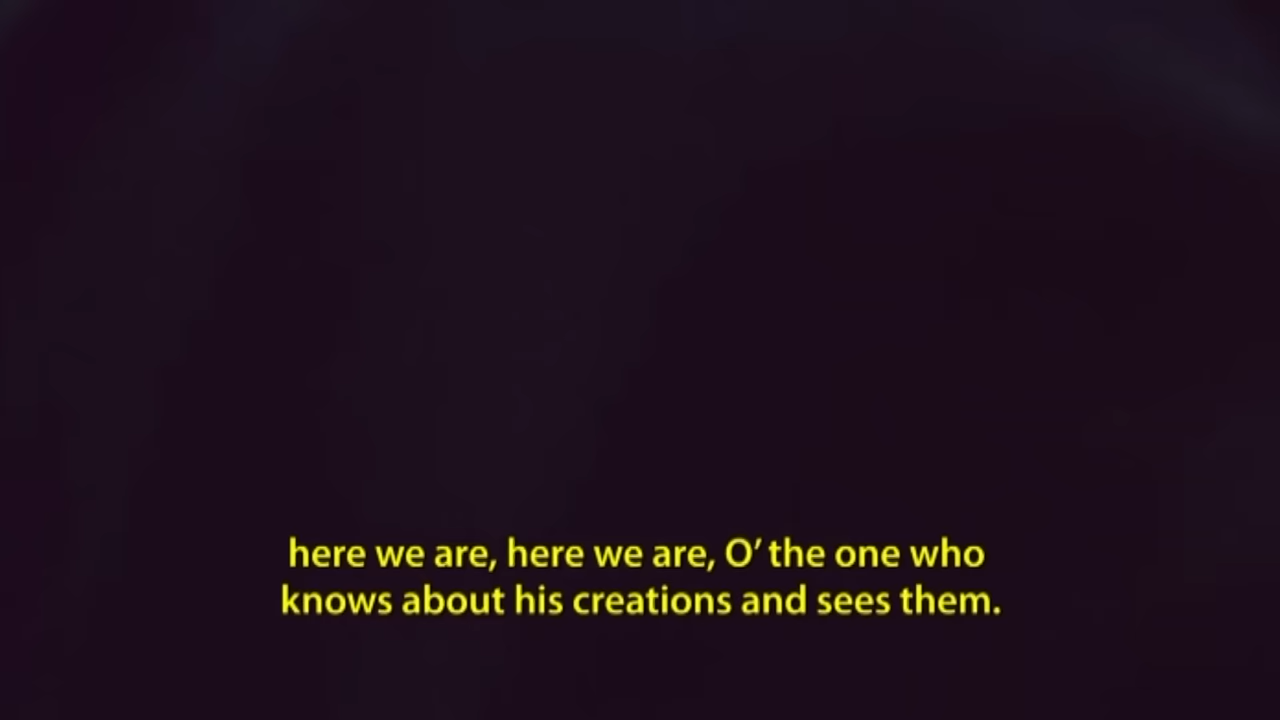 here we are, here we are, O’ the one who
knows about his creations and sees them.